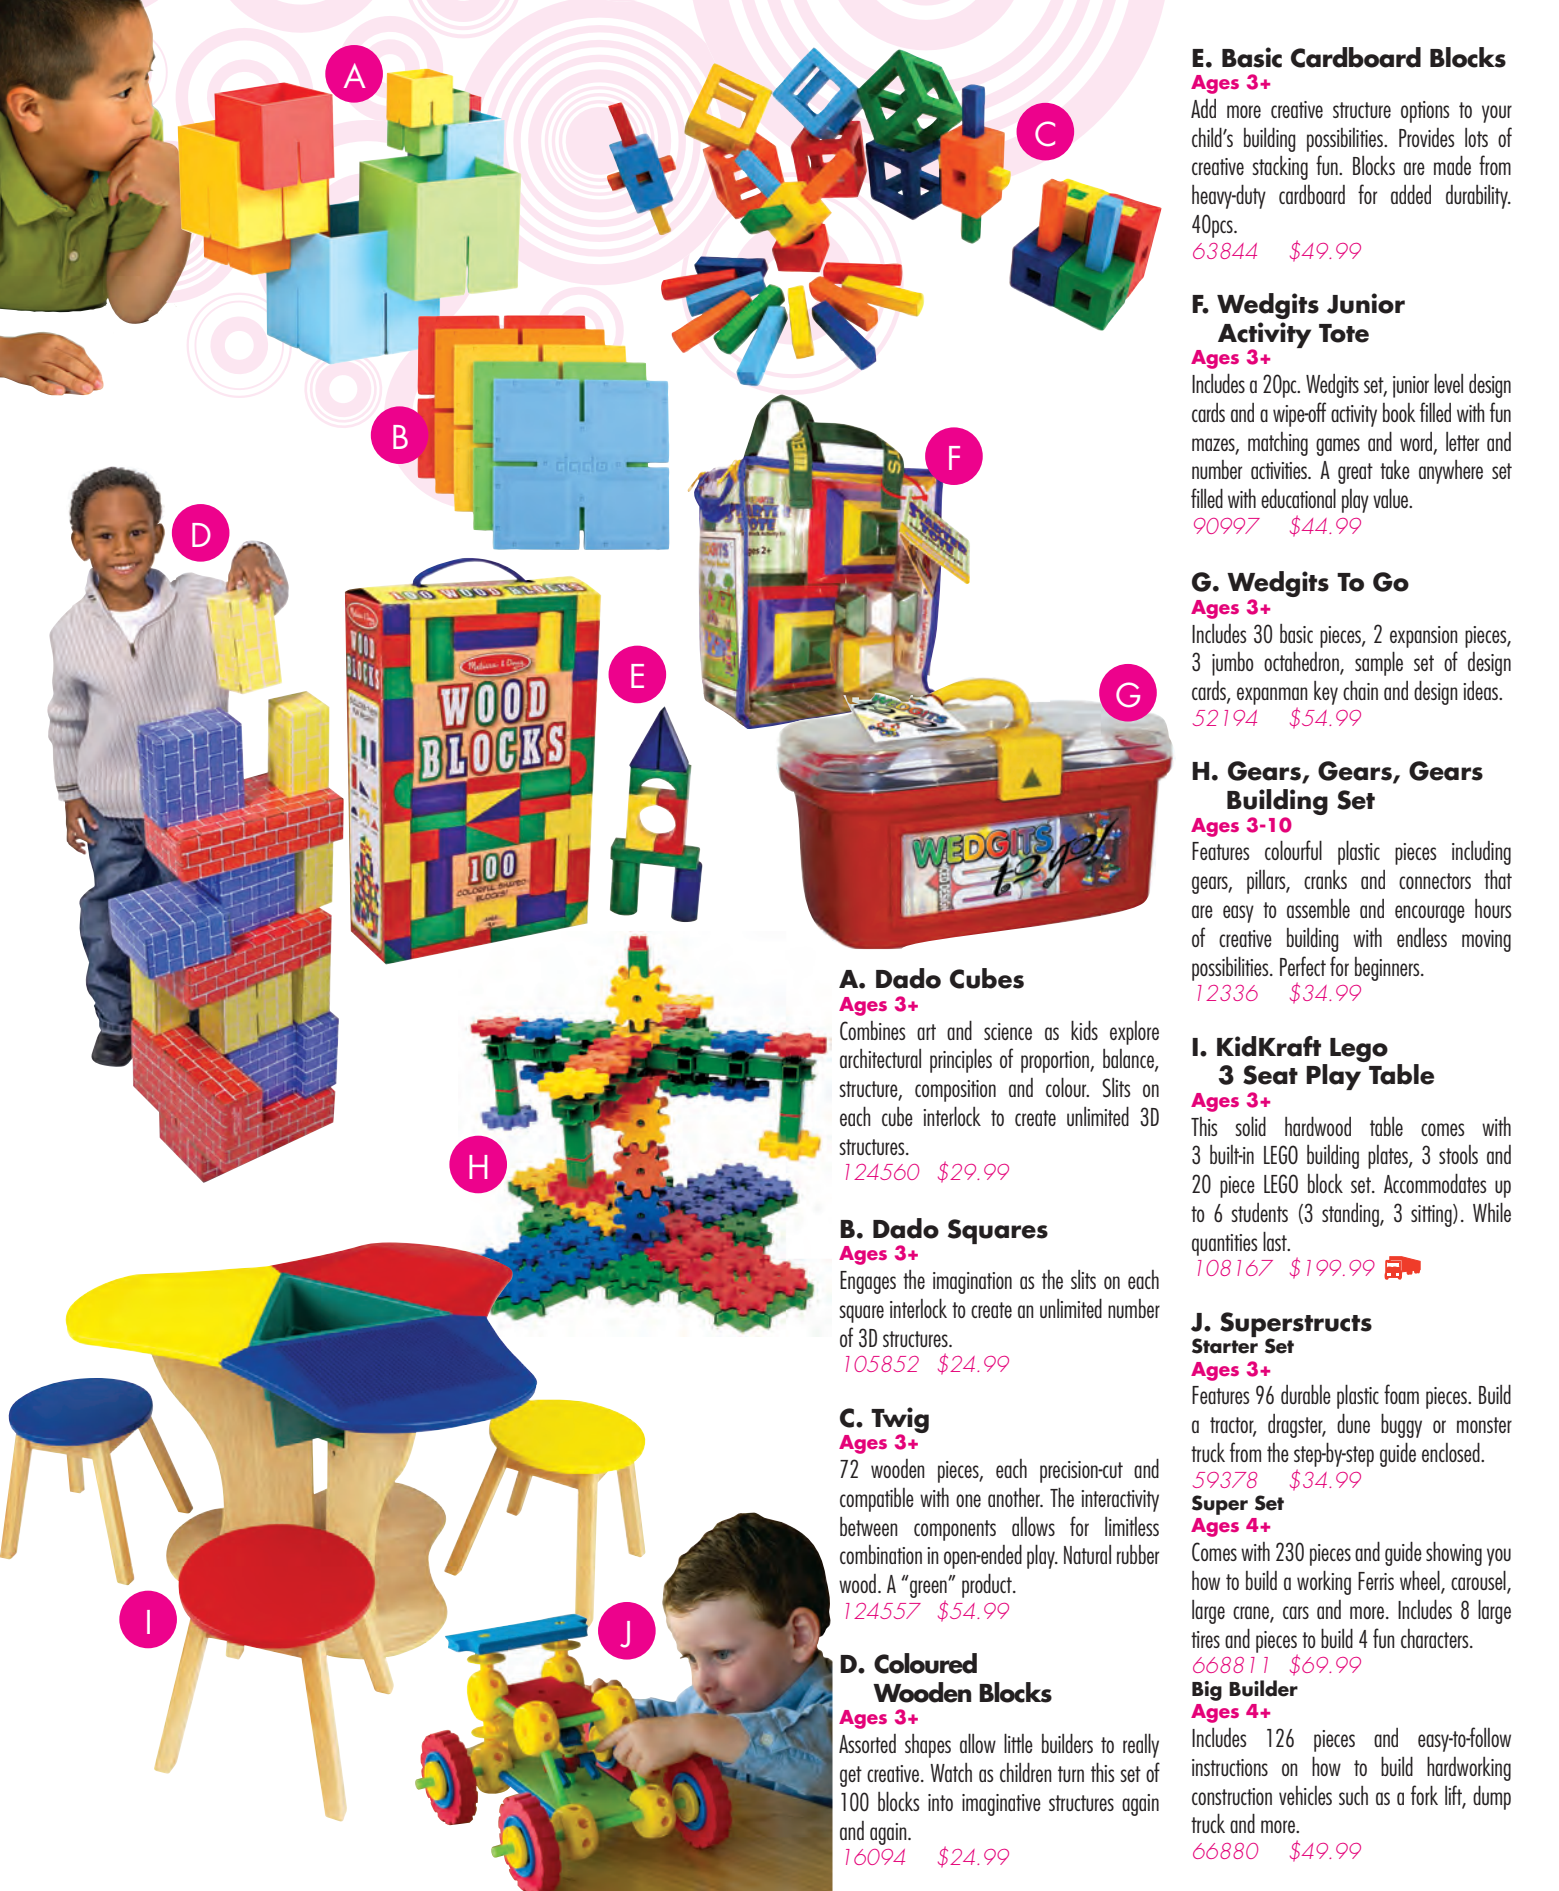 A
C
B
dado
F
D
100 WOOD BLOCKS
Melissa & Doug
WOOD
BLOCKS
WOOD
BLOCKS
100
COLORFUL SHAPED
BLOCKS!
E
STARTER
TOTE
ages 2+
WEDGITS
STARTER
TOTE
G
WEDGITS
to go!
H
I
J
A. Dado Cubes
Ages 3+
Combines art and science as kids explore
architectural principles of proportion, balance,
structure, composition and colour. Slits on
each cube interlock to create unlimited 3D
structures.
124560 $29.99
B. Dado Squares
Ages 3+
Engages the imagination as the slits on each
square interlock to create an unlimited number
of 3D structures.
105852 $24.99
C. Twig
Ages 3+
72 wooden pieces, each precision-cut and
compatible with one another. The interactivity
between components allows for limitless
combination in open-ended play. Natural rubber
wood. A “green” product.
124557 $54.99
D. Coloured
Wooden Blocks
Ages 3+
Assorted shapes allow little builders to really
get creative. Watch as children turn this set of
100 blocks into imaginative structures again
and again.
16094 $24.99
E. Basic Cardboard Blocks
Ages 3+
Add more creative structure options to your
child’s building possibilities. Provides lots of
creative stacking fun. Blocks are made from
heavy-duty cardboard for added durability.
40pcs.
63844 $49.99
F. Wedgits Junior
Activity Tote
Ages 3+
Includes a 20pc. Wedgits set, junior level design
cards and a wipe-off activity book filled with fun
mazes, matching games and word, letter and
number activities. A great take anywhere set
filled with educational play value.
90997 $44.99
G. Wedgits To Go
Ages 3+
Includes 30 basic pieces, 2 expansion pieces,
3 jumbo octahedron, sample set of design
cards, expanman key chain and design ideas.
52194 $54.99
H. Gears, Gears, Gears
Building Set
Ages 3-10
Features colourful plastic pieces including
gears, pillars, cranks and connectors that
are easy to assemble and encourage hours
of creative building with endless moving
possibilities. Perfect for beginners.
12336 $34.99
I. KidKraft Lego
3 Seat Play Table
Ages 3+
This solid hardwood table comes with
3 built-in LEGO building plates, 3 stools and
20 piece LEGO block set. Accommodates up
to 6 students (3 standing, 3 sitting). While
quantities last.
108167 $199.99
J. Superstructs
Starter Set
Ages 3+
Features 96 durable plastic foam pieces. Build
a tractor, dragster, dune buggy or monster
truck from the step-by-step guide enclosed.
59378 $34.99
Super Set
Ages 4+
Comes with 230 pieces and guide showing you
how to build a working Ferris wheel, carousel,
large crane, cars and more. Includes 8 large
tires and pieces to build 4 fun characters.
668811 $69.99
Big Builder
Ages 4+
Includes 126 pieces and easy-to-follow
instructions on how to build hardworking
construction vehicles such as a fork lift, dump
truck and more.
66880 $49.99